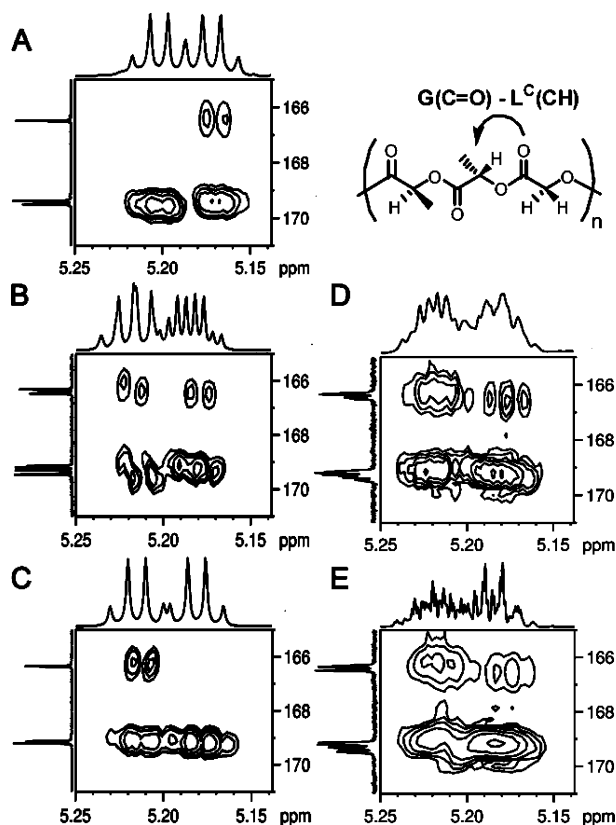 A
166
168
170
5.25 5.20 5.15 ppm
G(C=O) - L^C(CH)
O
O
H
O
O
O
O
H
H
H
n
B
166
168
170
5.25 5.20 5.15 ppm
D
166
168
170
5.25 5.20 5.15 ppm
C
166
168
170
5.25 5.20 5.15 ppm
E
166
168
170
5.25 5.20 5.15 ppm